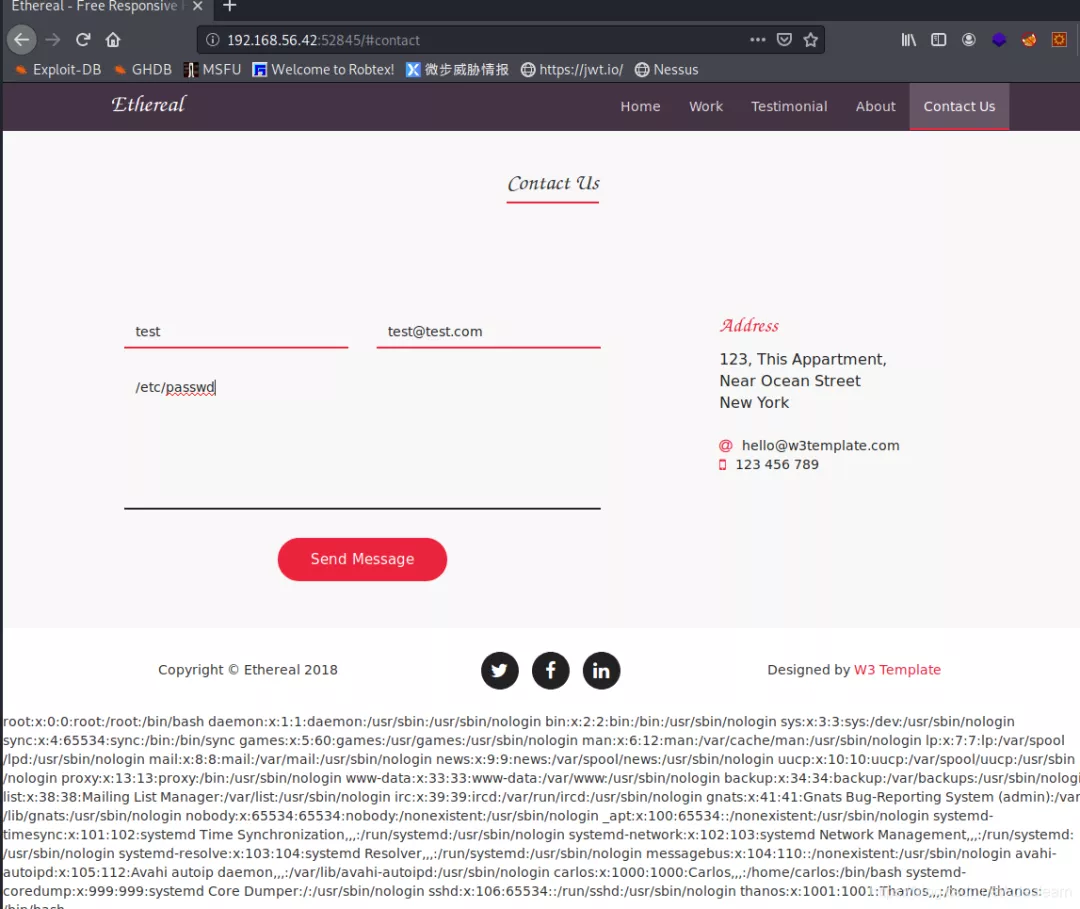 Ethereal - Free Responsive
192.168.56.42:52845/#contact
Exploit-DB GHDB MSFU Welcome to Robtex! 微步威胁情报 https://jwt.io/ Nessus
Ethereal Home Work Testimonial About Contact Us
Contact Us
test test@test.com
/etc/passwd
Address
123, This Appartment,
Near Ocean Street
New York
@ hello@w3template.com
123 456 789
Send Message
Copyright © Ethereal 2018 Designed by W3 Template
root:x:0:0:root:/root:/bin/bash daemon:x:1:1:daemon:/usr/sbin:/usr/sbin/nologin bin:x:2:2:bin:/bin:/usr/sbin/nologin sys:x:3:3:sys:/dev:/usr/sbin/nologin
sync:x:4:65534:sync:/bin:/bin/sync games:x:5:60:games:/usr/games:/usr/sbin/nologin man:x:6:12:man:/var/cache/man:/usr/sbin/nologin lp:x:7:7:lp:/var/spool
/lpd:/usr/sbin/nologin mail:x:8:8:mail:/var/mail:/usr/sbin/nologin news:x:9:9:news:/var/spool/news:/usr/sbin/nologin uucp:x:10:10:uucp:/var/spool/uucp:/usr/sbin
/nologin proxy:x:13:13:proxy:/bin:/usr/sbin/nologin www-data:x:33:33:www-data:/var/www:/usr/sbin/nologin backup:x:34:34:backup:/var/backups:/usr/sbin/nologi
list:x:38:38:Mailing List Manager:/var/list:/usr/sbin/nologin irc:x:39:39:ircd:/var/run/ircd:/usr/sbin/nologin gnats:x:41:41:Gnats Bug-Reporting System (admin):/var
/lib/gnats:/usr/sbin/nologin nobody:x:65534:65534:nobody:/nonexistent:/usr/sbin/nologin _apt:x:100:65534::/nonexistent:/usr/sbin/nologin systemd-
timesync:x:101:102:systemd Time Synchronization,,,:/run/systemd:/usr/sbin/nologin systemd-network:x:102:103:systemd Network Management,,,:/run/systemd:
/usr/sbin/nologin systemd-resolve:x:103:104:systemd Resolver,,,:/run/systemd:/usr/sbin/nologin messagebus:x:104:110::/nonexistent:/usr/sbin/nologin avahi-
autoipd:x:105:112:Avahi autoip daemon,,,:/var/lib/avahi-autoipd:/usr/sbin/nologin carlos:x:1000:1000:Carlos,,,:/home/carlos:/bin/bash systemd-
coredump:x:999:999:systemd Core Dumper:/:/usr/sbin/nologin sshd:x:106:65534::/run/sshd:/usr/sbin/nologin thanos:x:1001:1001:Thanos,,,:/home/thanos:
/bin/bash